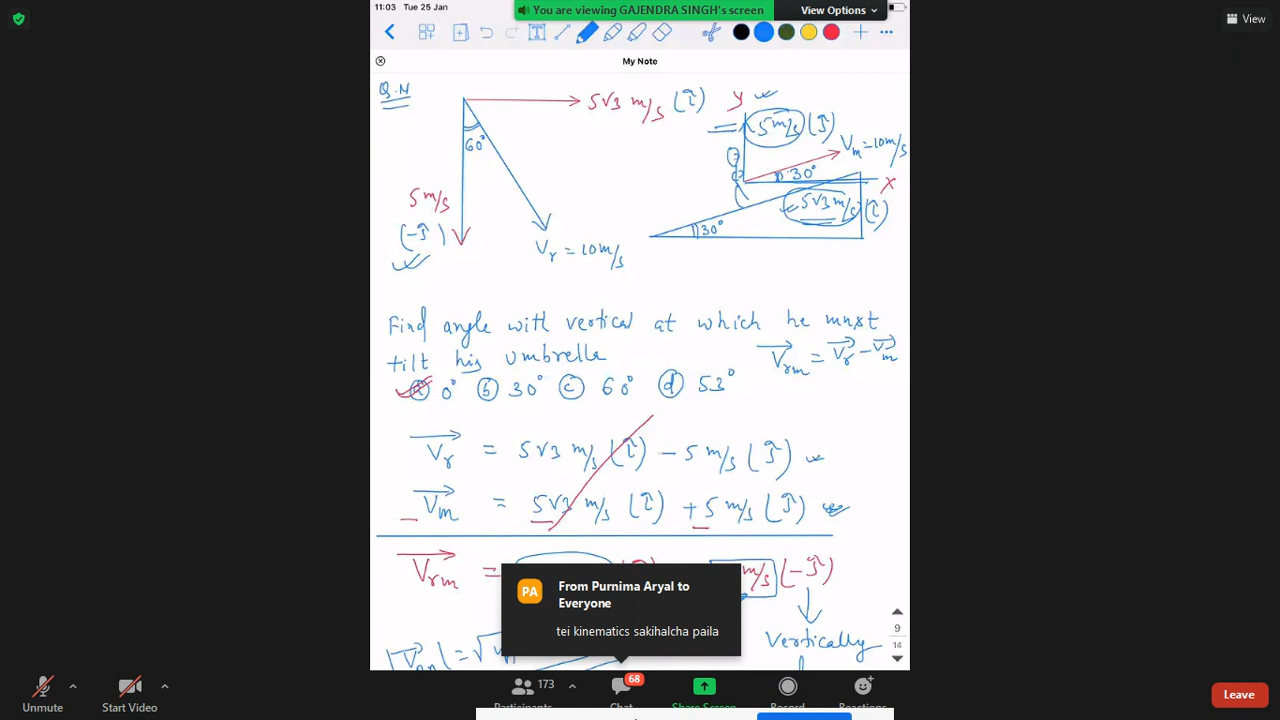 11:03 Tue 25 Jan
You are viewing GAJENDRA SINGH's screen
View Options
View
My Note
Q.N
5√3 m/s (î)
60°
5 m/s
(-ĵ)
Vr = 10m/s
y
5m/s (ĵ)
Vm = 10m/s
30°
x
5√3 m/s (î)
30°
Find angle with vertical at which he must
tilt his umbrella
Vrm = Vr - Vm
ⓐ 0° ⓑ 30° ⓒ 60° ⓓ 53°
Vr = 5√3 m/s (î) - 5 m/s (ĵ)
Vm = 5√3 m/s (î) + 5 m/s (ĵ)
Vrm = m/s (-ĵ)
From Purnima Aryal to
Everyone
PA
tei kinematics sakihalcha paila
Vertically
9
14
Unmute
Start Video
173
Participants
68
Chat
Share Screen
Record
Reactions
Leave